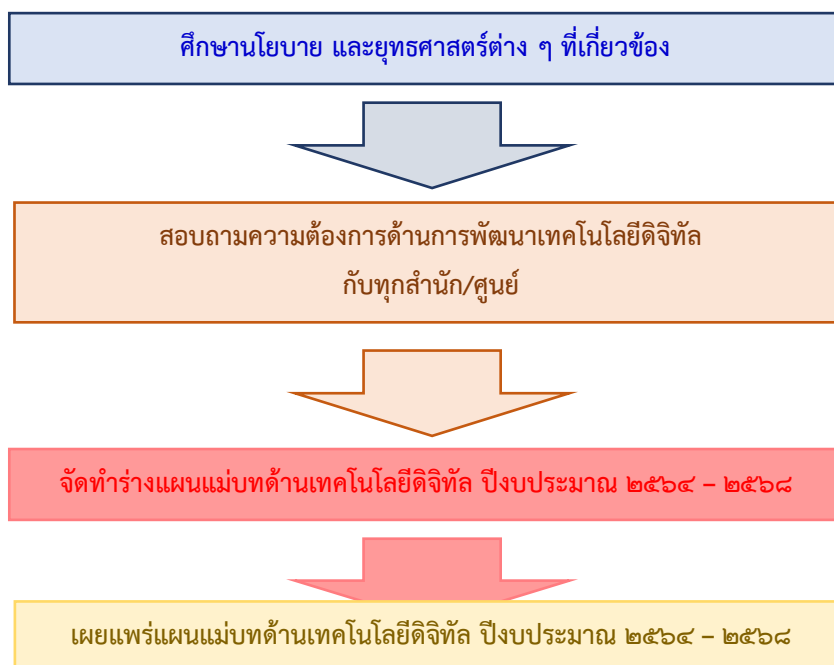 ศึกษานโยบาย และยุทธศาสตร์ต่าง ๆ ที่เกี่ยวข้อง
สอบถามความต้องการด้านการพัฒนาเทคโนโลยีดิจิทัล
กับทุกสำนัก/ศูนย์
จัดทำร่างแผนแม่บทด้านเทคโนโลยีดิจิทัล ปีงบประมาณ ๒๕๖๔ – ๒๕๖๘
เผยแพร่แผนแม่บทด้านเทคโนโลยีดิจิทัล ปีงบประมาณ ๒๕๖๔ – ๒๕๖๘